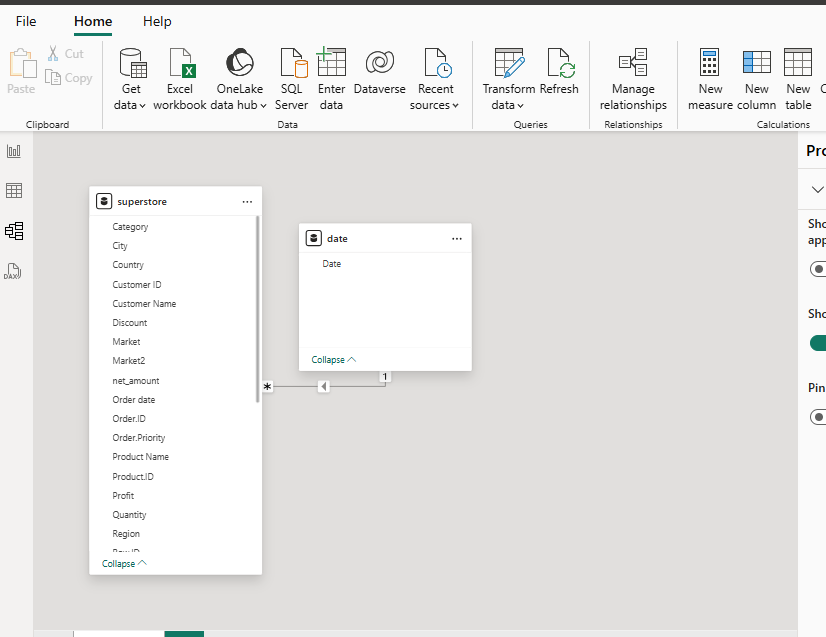 File Home Help
Paste
Cut
Copy
Clipboard
Get data
Excel workbook
OneLake data hub
SQL Server
Enter data
Dataverse
Recent sources
Data
Transform data
Refresh
Queries
Manage relationships
Relationships
New measure
New column
New table
Calculations
DAX
superstore
Category
City
Country
Customer ID
Customer Name
Discount
Market
Market2
net_amount
Order date
Order.ID
Order.Priority
Product Name
Product.ID
Profit
Quantity
Region
Collapse
date
Date
Collapse
* 1
Pro
Sho
app
Sho
Pin